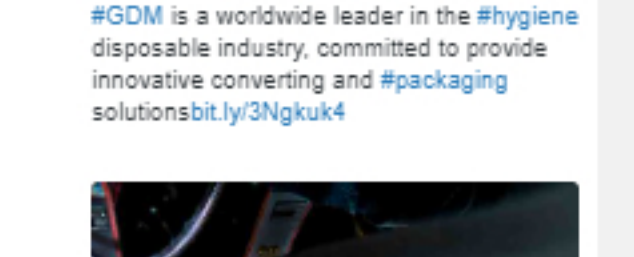 #GDM is a worldwide leader in the #hygiene
disposable industry, committed to provide
innovative converting and #packaging
solutionsbit.ly/3Ngkuk4